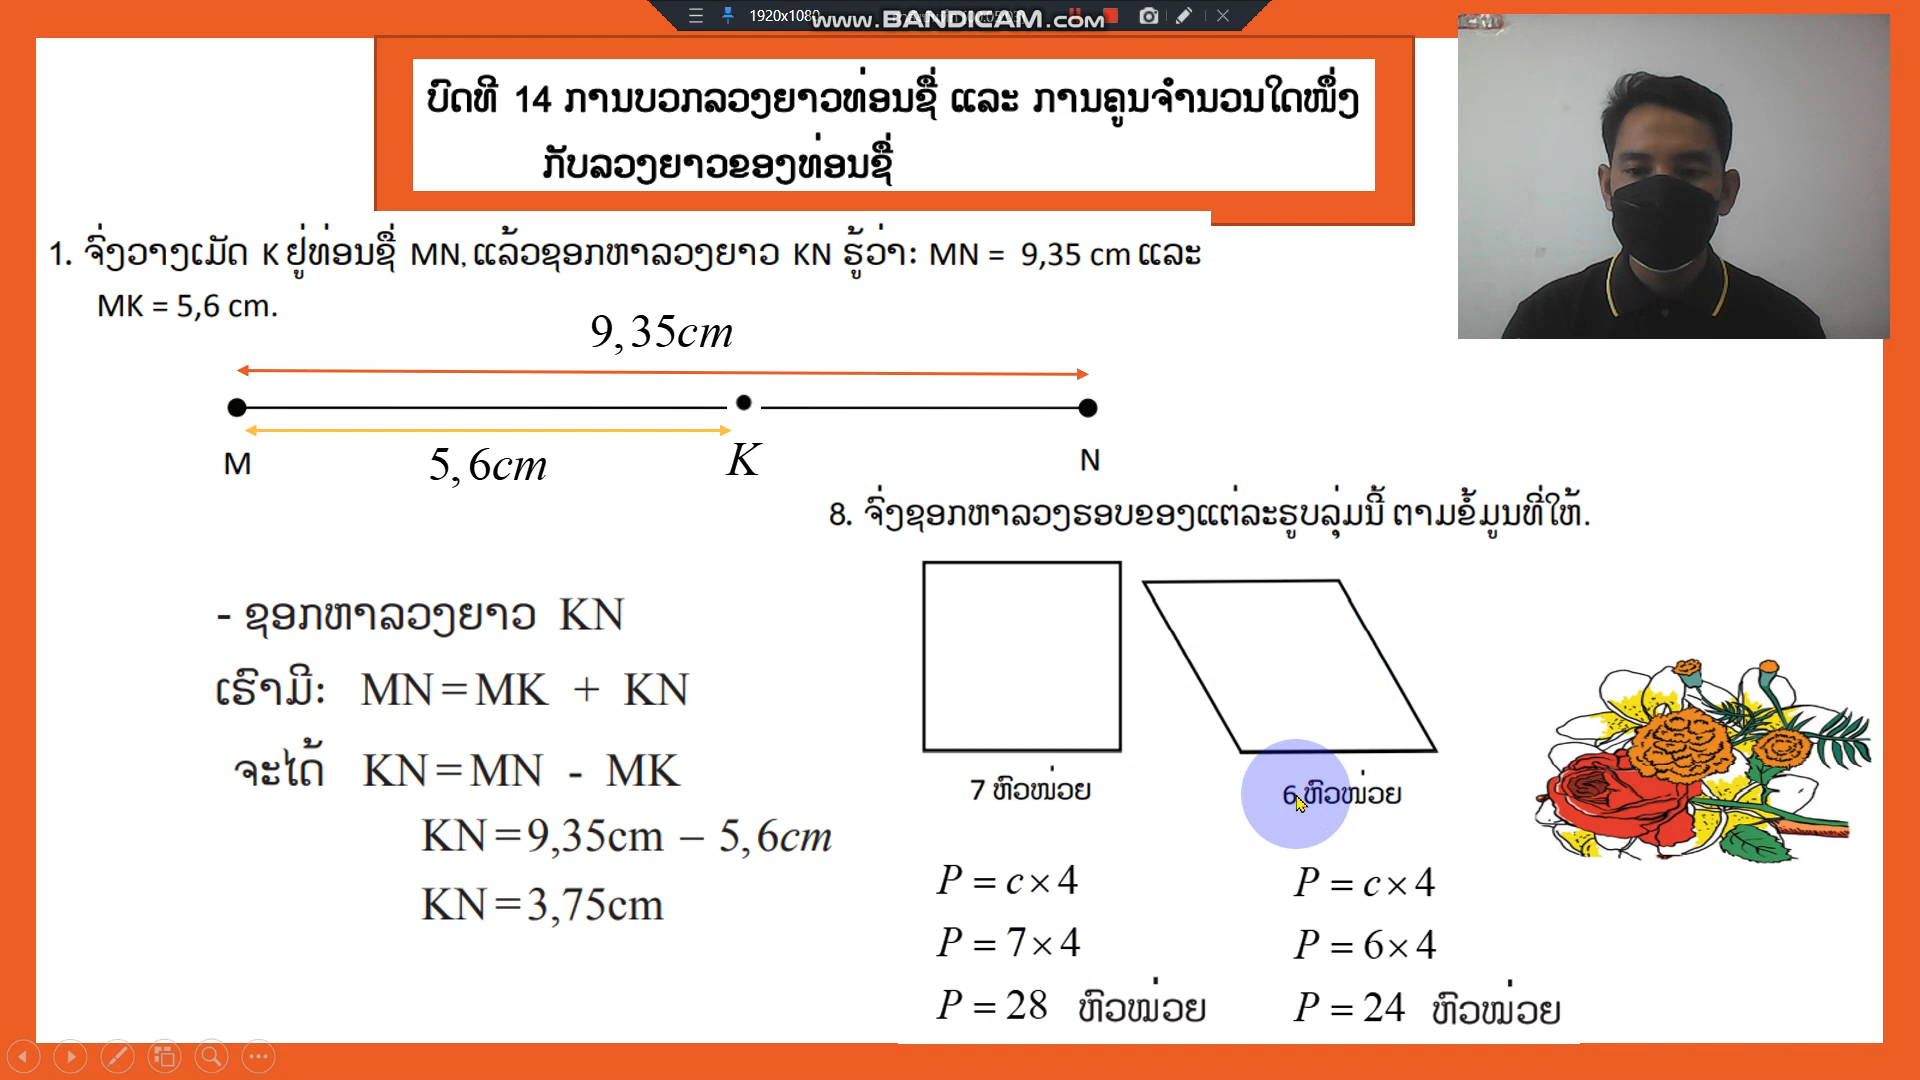 1920x1080
www.BANDICAM.com
ບົດທີ 14 ການບວກລວງຍາວທ່ອນຊື່ ແລະ ການຄູນຈຳນວນໃດໜຶ່ງ
ກັບລວງຍາວຂອງທ່ອນຊື່
1. ຈົ່ງວາງເມັດ K ຢູ່ທ່ອນຊື່ MN, ແລ້ວຊອກຫາລວງຍາວ KN ຮູ້ວ່າ: MN = 9,35 cm ແລະ
MK = 5,6 cm.
9,35cm
M
5,6cm
K
N
- ຊອກຫາລວງຍາວ KN
ເຮົາມີ: MN=MK + KN
ຈະໄດ້ KN=MN - MK
KN=9,35cm – 5,6cm
KN=3,75cm
8. ຈົ່ງຊອກຫາລວງຮອບຂອງແຕ່ລະຮູບລຸ່ມນີ້ ຕາມຂໍ້ມູນທີ່ໃຫ້.
7 ຫົວໜ່ວຍ
P = c×4
P = 7×4
P = 28 ຫົວໜ່ວຍ
6 ຫົວໜ່ວຍ
P = c×4
P = 6×4
P = 24 ຫົວໜ່ວຍ